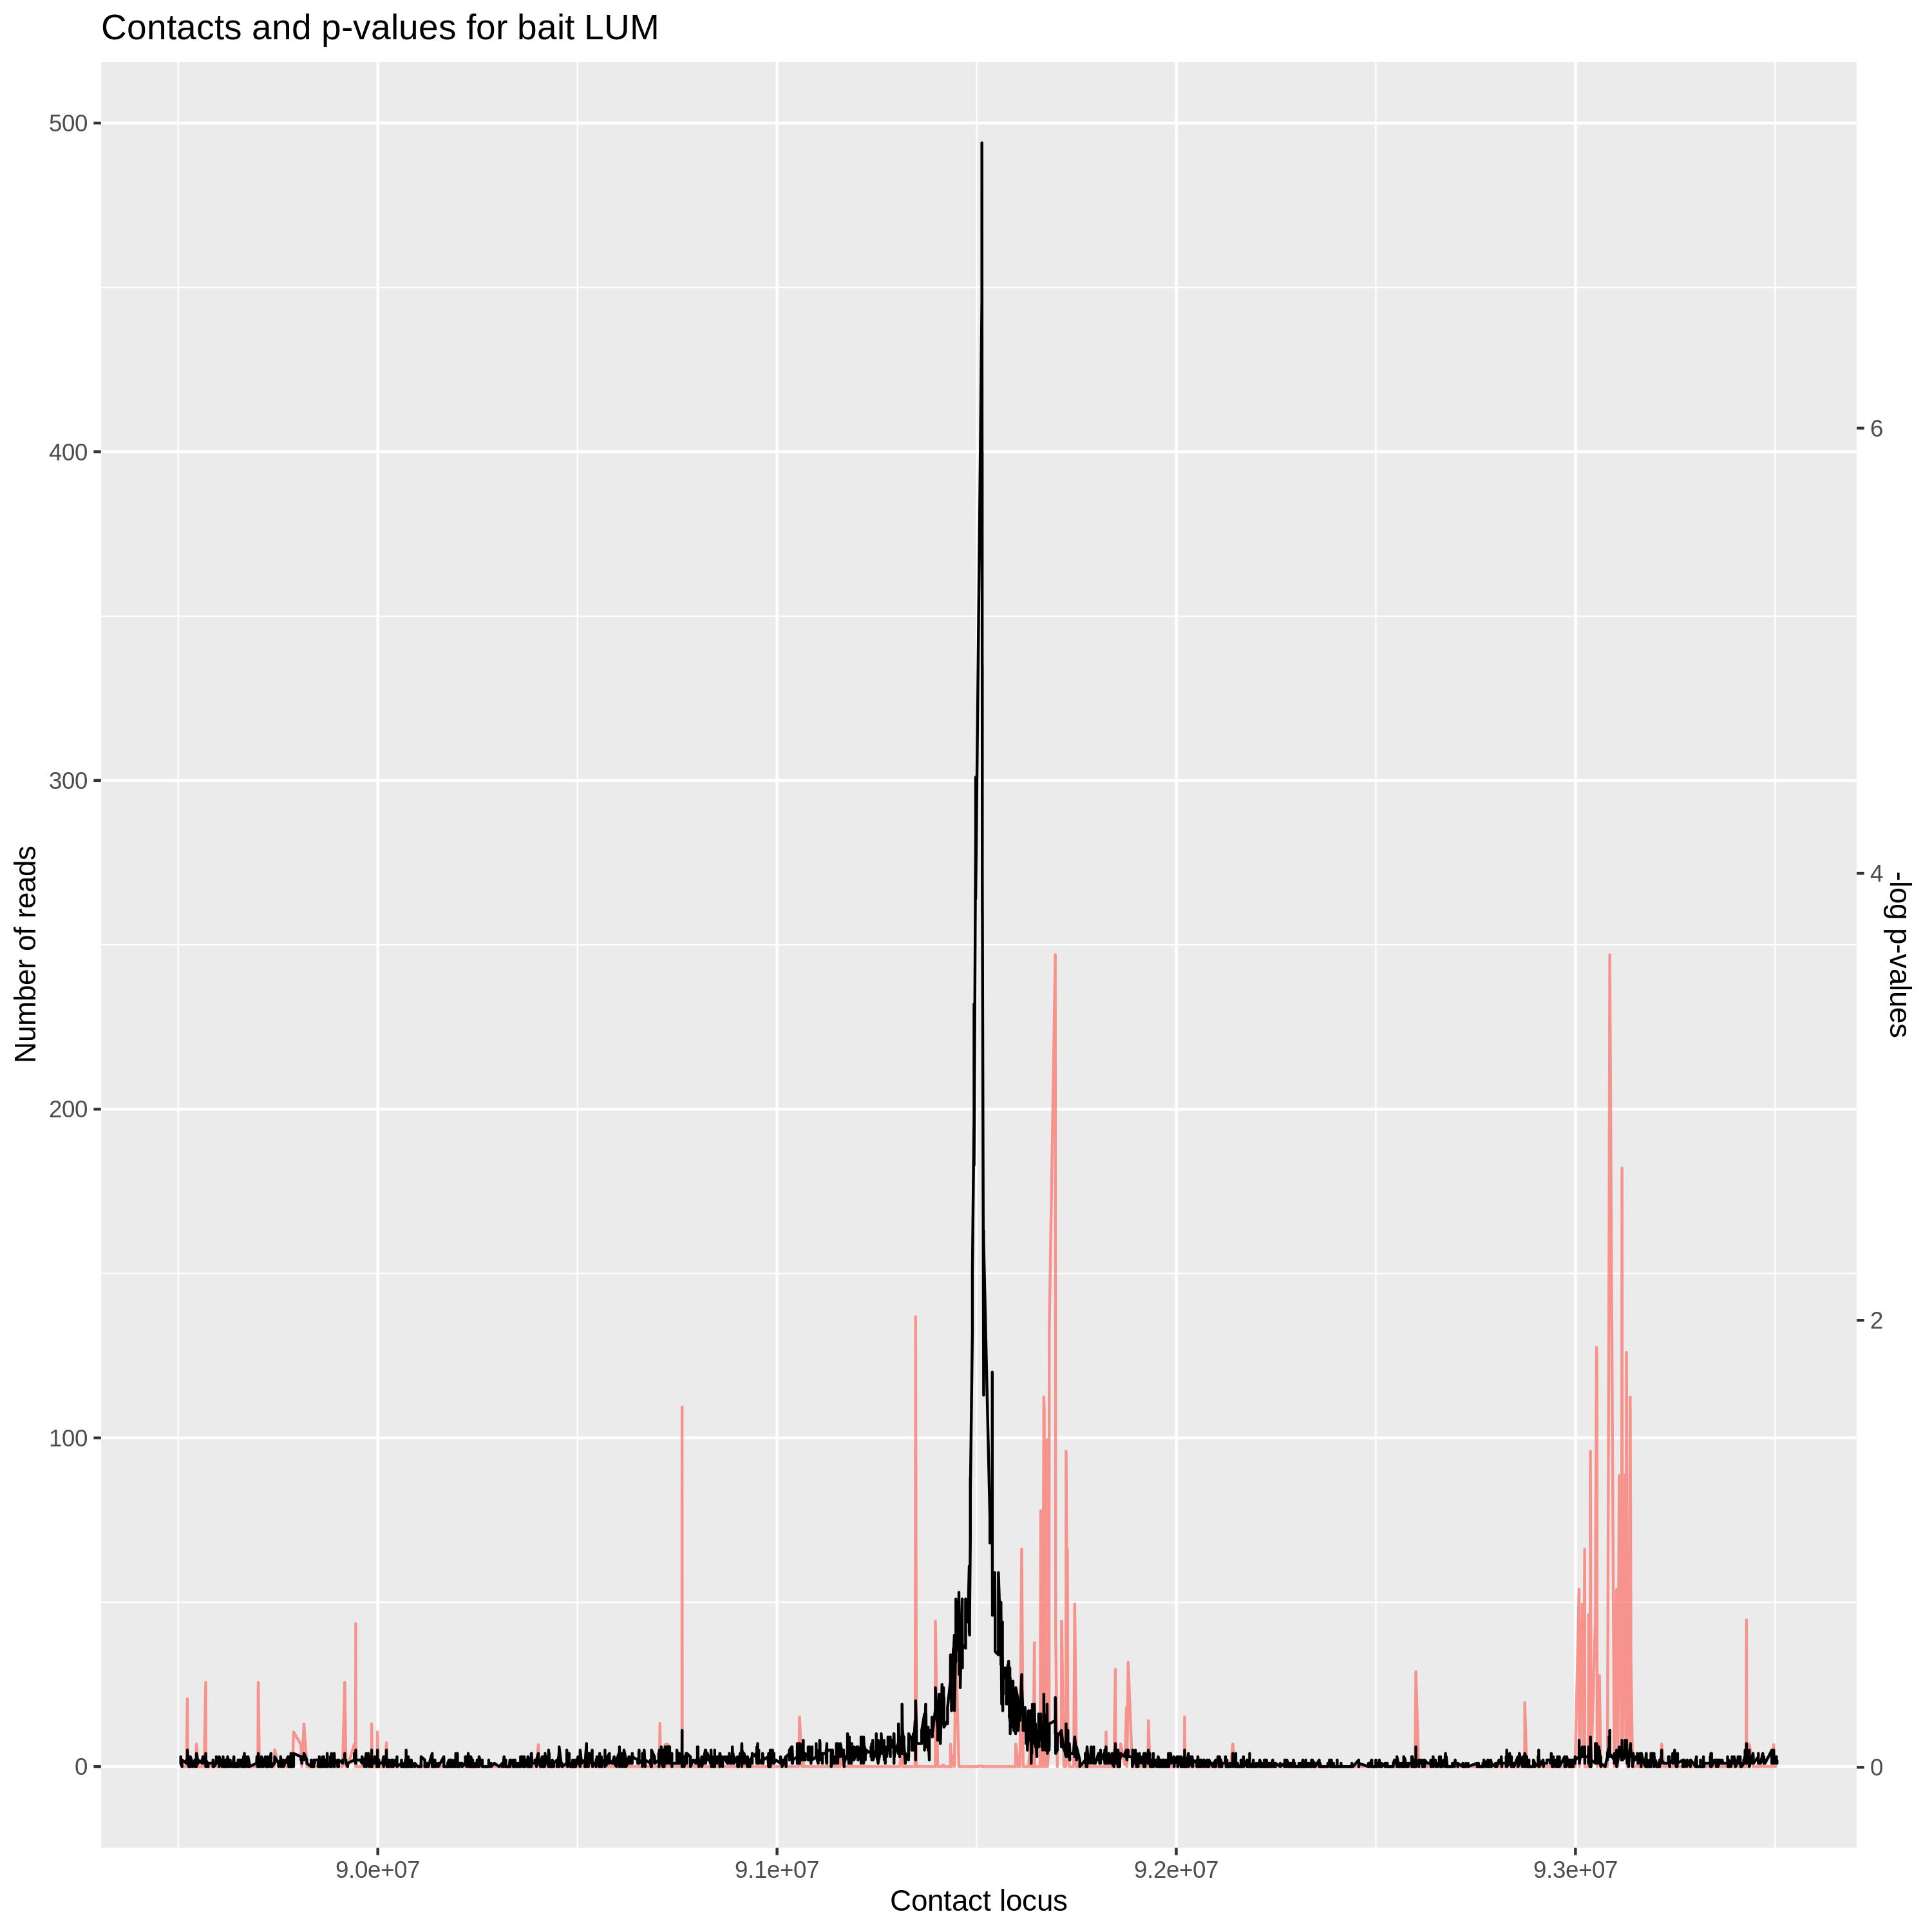 Contacts and p-values for bait LUM
500
400
300
200
100
0
Number of reads
6
4
2
0
-log p-values
9.0e+07
9.1e+07
9.2e+07
9.3e+07
Contact locus